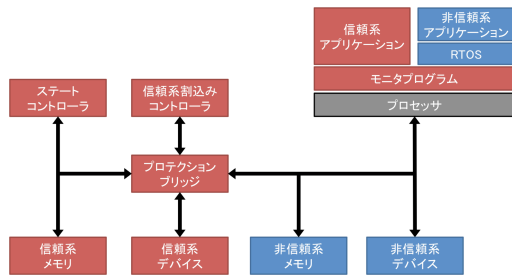 信頼系
アプリケーション
非信頼系
アプリケーション
RTOS
モニタプログラム
プロセッサ
ステート
コントローラ
信頼系割込み
コントローラ
プロテクション
ブリッジ
信頼系
メモリ
信頼系
デバイス
非信頼系
メモリ
非信頼系
デバイス